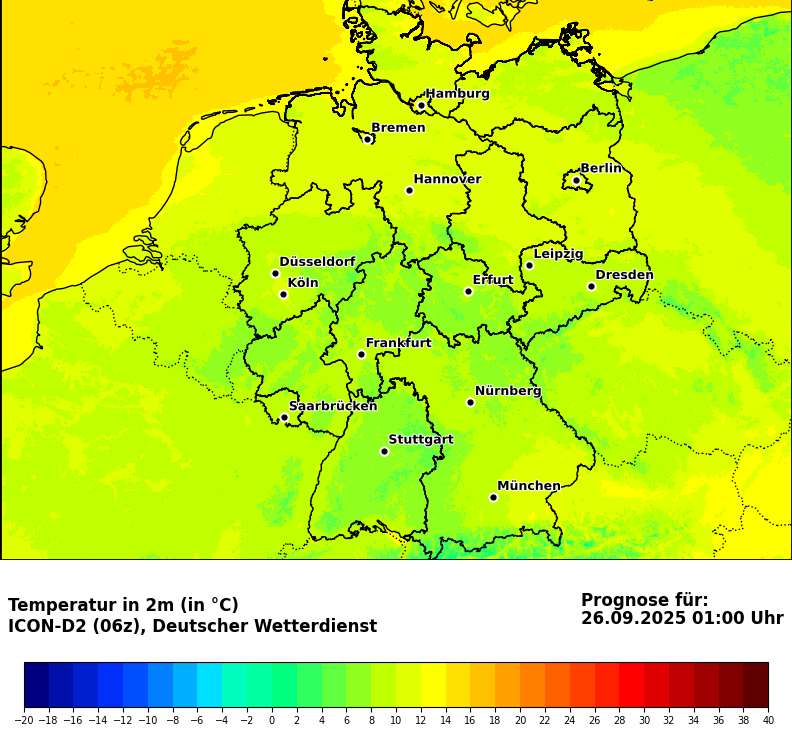 Hamburg
Bremen
Berlin
Hannover
Leipzig
Düsseldorf
Dresden
Köln
Erfurt
Frankfurt
Nürnberg
Saarbrücken
Stuttgart
München
Temperatur in 2m (in °C)
ICON-D2 (06z), Deutscher Wetterdienst
Prognose für:
26.09.2025 01:00 Uhr
−20 −18 −16 −14 −12 −10 −8 −6 −4 −2 0 2 4 6 8 10 12 14 16 18 20 22 24 26 28 30 32 34 36 38 40